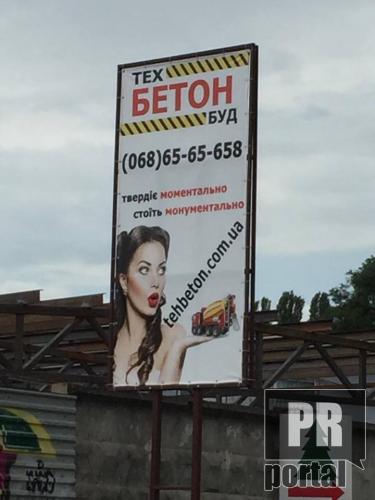 ТЕХ
БЕТОН
БУД
(068)65-65-658
твердіє моментально
стоїть монументально
tehbeton.com.ua
PR
portal